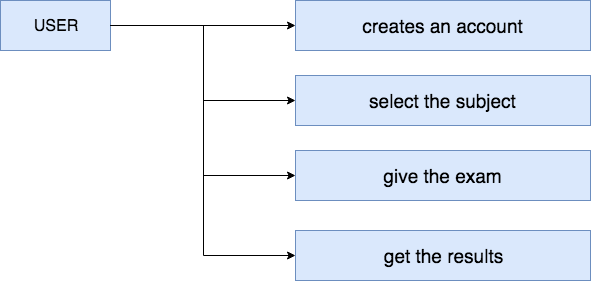 USER
creates an account
select the subject
give the exam
get the results